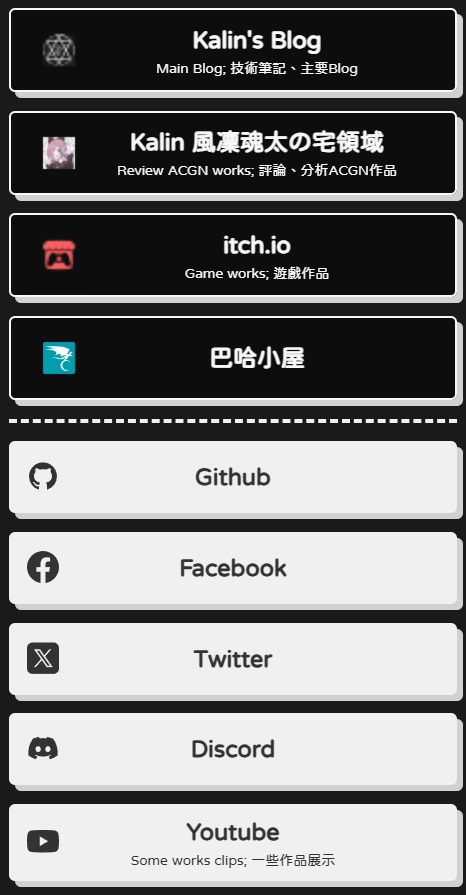 Kalin's Blog
Main Blog; 技術筆記、主要Blog
Kalin 風凜魂太の宅領域
Review ACGN works; 評論、分析ACGN作品
itch.io
Game works; 遊戲作品
巴哈小屋
Github
Facebook
Twitter
Discord
Youtube
Some works clips; 一些作品展示